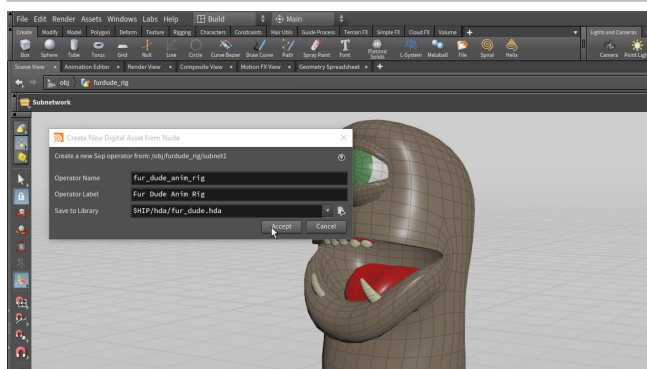 File Edit Render Assets Windows Labs Help Build Main
Create Modify Model Polygon Deform Texture Rigging Characters Constraints Hair Utils Guide Process Terrain FX Simple FX Cloud FX Volume + Lights and Cameras
Box Sphere Tube Torus Grid Null Line Circle Curve Bezier Draw Curve Path Spray Paint Font Platonic Solids L-System Metaball File Spiral Helix Camera Point Ligh
Scene View × Animation Editor × Render View × Composite View × Motion FX View × Geometry Spreadsheet × +
obj furdude_rig
Subnetwork
Create New Digital Asset from Node
Create a new Sop operator from: /obj/furdude_rig/subnet1
Operator Name fur_dude_anim_rig
Operator Label Fur Dude Anim Rig
Save to Library $HIP/hda/fur_dude.hda
Accept Cancel